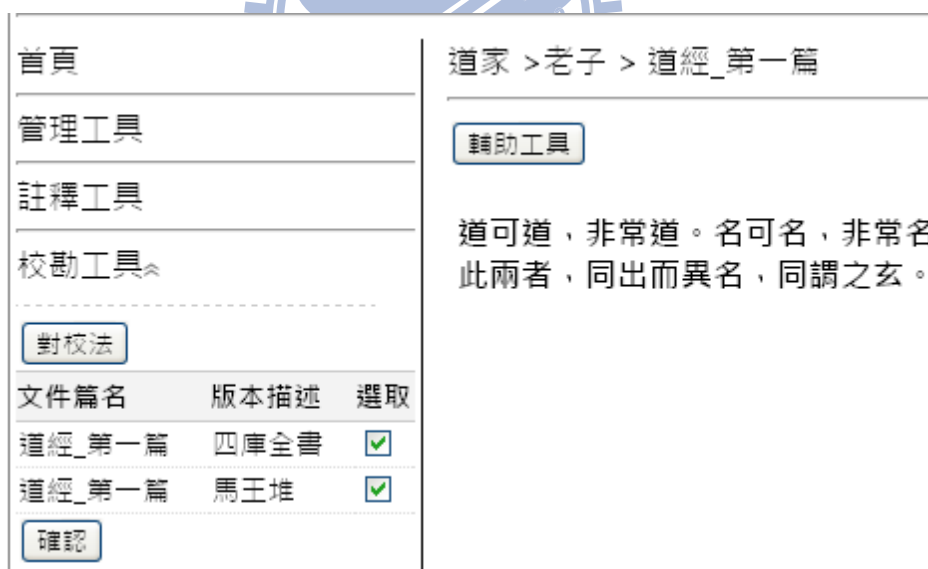 首頁
管理工具
註釋工具
校勘工具
對校法
文件篇名 版本描述 選取
道經_第一篇 四庫全書
道經_第一篇 馬王堆
確認
道家 >老子 > 道經_第一篇
輔助工具
道可道，非常道。名可名，非常名
此兩者，同出而異名，同謂之玄。